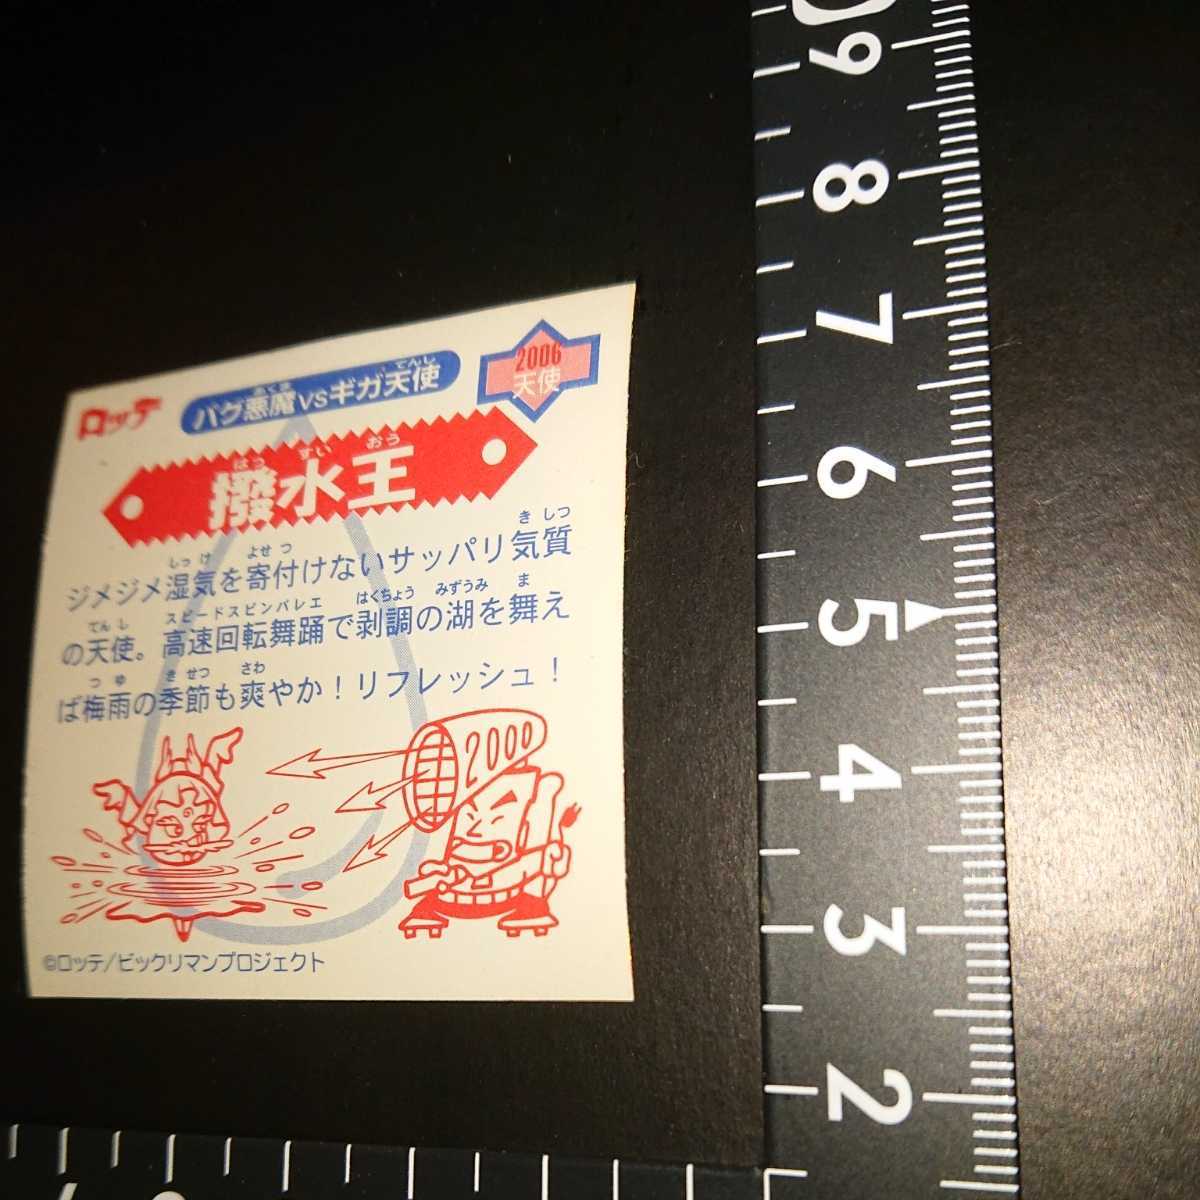 ロッテ
バグ悪魔VSギガ天使
あくま てんし
2006
天使
はっ すい おう
撥水王
しっけ よせつ きしつ
ジメジメ湿気を寄付けないサッパリ気質
てんし スピードスピンバレエ はくちょう みずうみ ま
の天使。高速回転舞踊で剥調の湖を舞え
つゆ きせつ さわ
ば梅雨の季節も爽やか！リフレッシュ！
2000
©ロッテ/ビックリマンプロジェクト
9
8
7
6
5
4
3
2